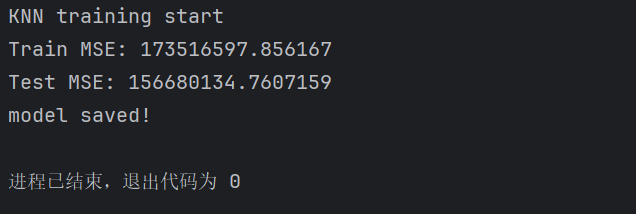 KNN training start
Train MSE: 173516597.856167
Test MSE: 156680134.7607159
model saved!
进程已结束，退出代码为 0